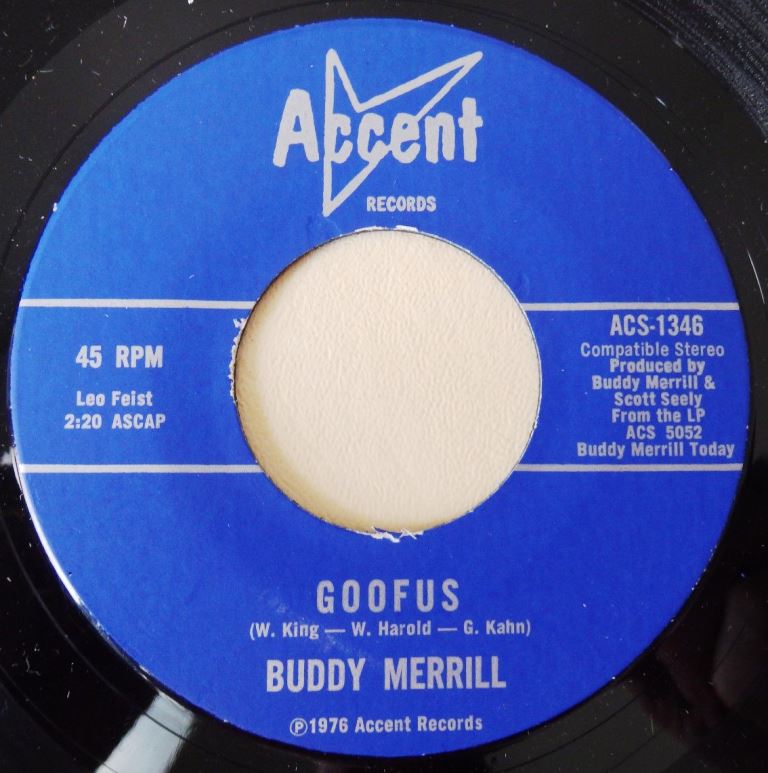 Accent
RECORDS
45 RPM
Leo Feist
2:20 ASCAP
ACS-1346
Compatible Stereo
Produced by
Buddy Merrill &
Scott Seely
From the LP
ACS 5052
Buddy Merrill Today
GOOFUS
(W. King — W. Harold — G. Kahn)
BUDDY MERRILL
℗1976 Accent Records